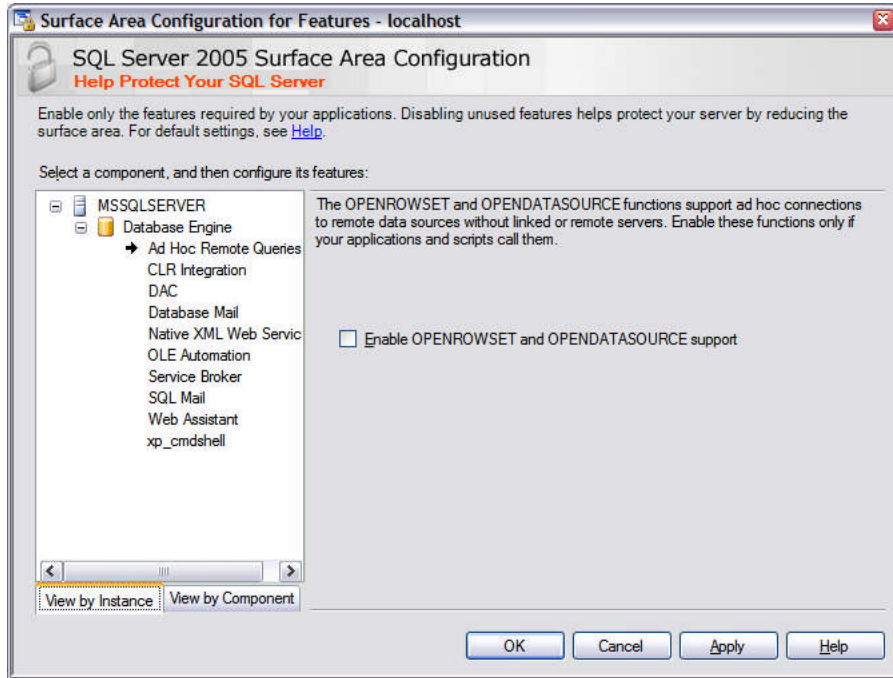 Surface Area Configuration for Features - localhost
SQL Server 2005 Surface Area Configuration
Help Protect Your SQL Server
Enable only the features required by your applications. Disabling unused features helps protect your server by reducing the
surface area. For default settings, see Help.
Select a component, and then configure its features:
MSSQLSERVER
Database Engine
Ad Hoc Remote Queries
CLR Integration
DAC
Database Mail
Native XML Web Servic
OLE Automation
Service Broker
SQL Mail
Web Assistant
xp_cmdshell
View by Instance
View by Component
The OPENROWSET and OPENDATASOURCE functions support ad hoc connections
to remote data sources without linked or remote servers. Enable these functions only if
your applications and scripts call them.
Enable OPENROWSET and OPENDATASOURCE support
OK
Cancel
Apply
Help